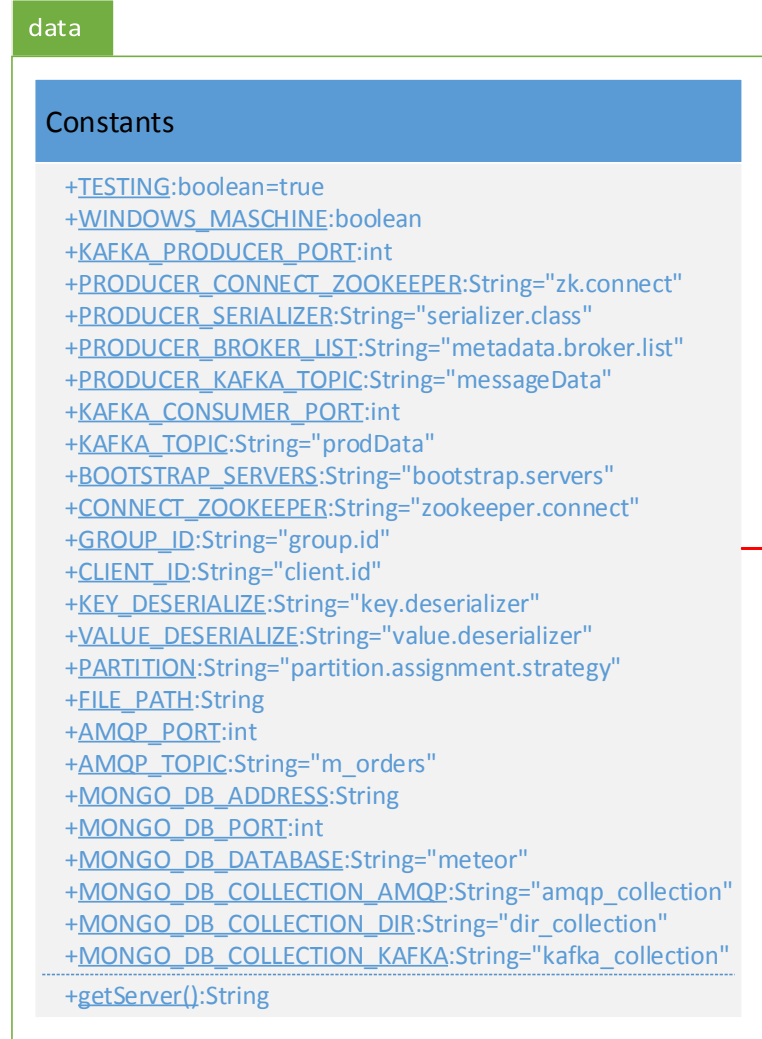 data
Constants
+TESTING:boolean=true
+WINDOWS_MASCHINE:boolean
+KAFKA_PRODUCER_PORT:int
+PRODUCER_CONNECT_ZOOKEEPER:String="zk.connect"
+PRODUCER_SERIALIZER:String="serializer.class"
+PRODUCER_BROKER_LIST:String="metadata.broker.list"
+PRODUCER_KAFKA_TOPIC:String="messageData"
+KAFKA_CONSUMER_PORT:int
+KAFKA_TOPIC:String="prodData"
+BOOTSTRAP_SERVERS:String="bootstrap.servers"
+CONNECT_ZOOKEEPER:String="zookeeper.connect"
+GROUP_ID:String="group.id"
+CLIENT_ID:String="client.id"
+KEY_DESERIALIZE:String="key.deserializer"
+VALUE_DESERIALIZE:String="value.deserializer"
+PARTITION:String="partition.assignment.strategy"
+FILE_PATH:String
+AMQP_PORT:int
+AMQP_TOPIC:String="m_orders"
+MONGO_DB_ADDRESS:String
+MONGO_DB_PORT:int
+MONGO_DB_DATABASE:String="meteor"
+MONGO_DB_COLLECTION_AMQP:String="amqp_collection"
+MONGO_DB_COLLECTION_DIR:String="dir_collection"
+MONGO_DB_COLLECTION_KAFKA:String="kafka_collection"
+getServer():String